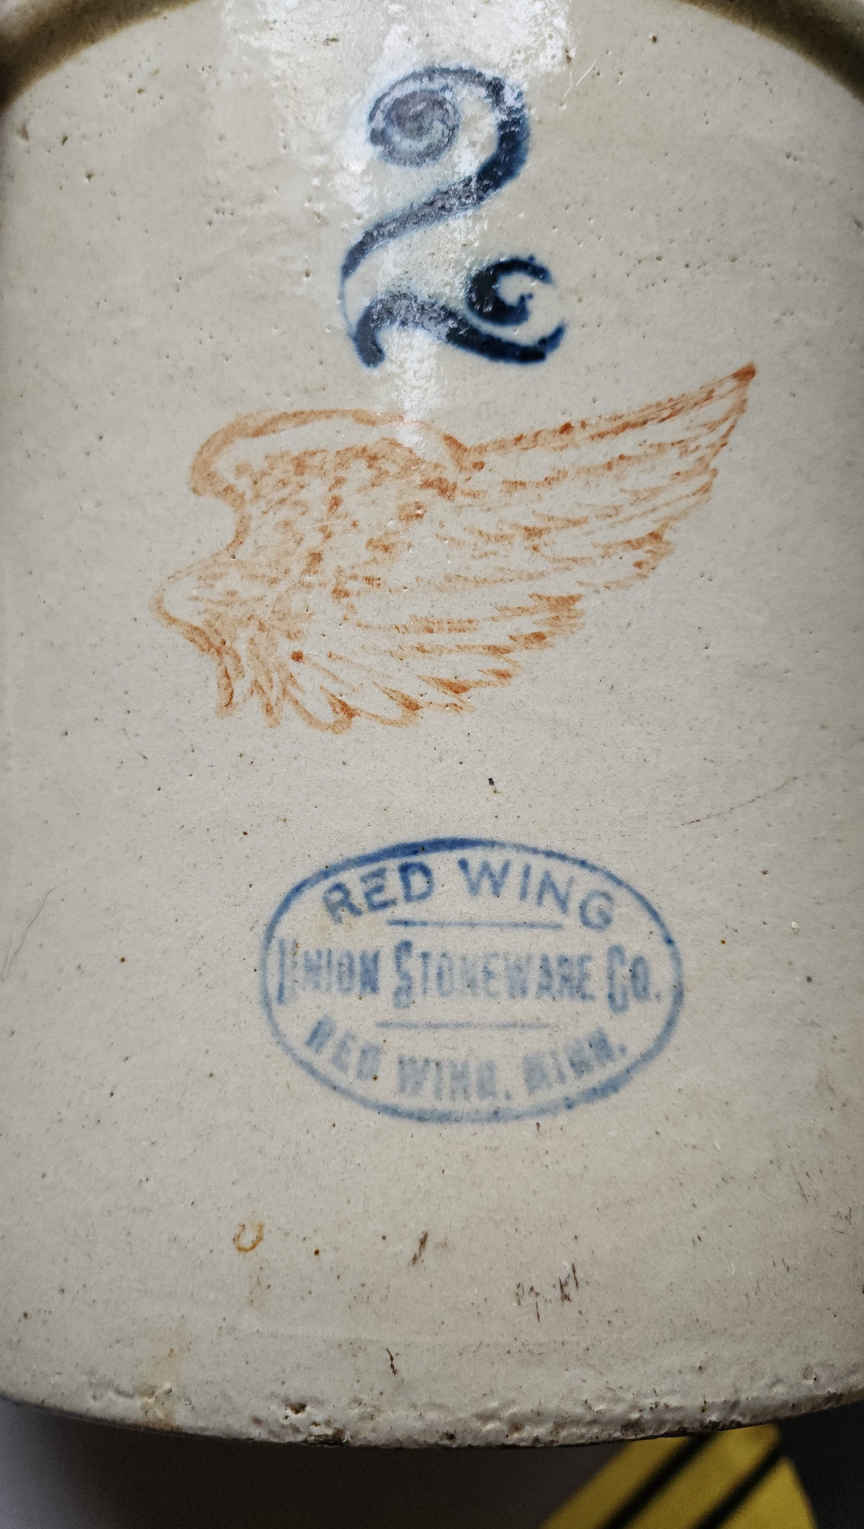 2
RED WING
UNION STONEWARE CO.
RED WING, MINN.